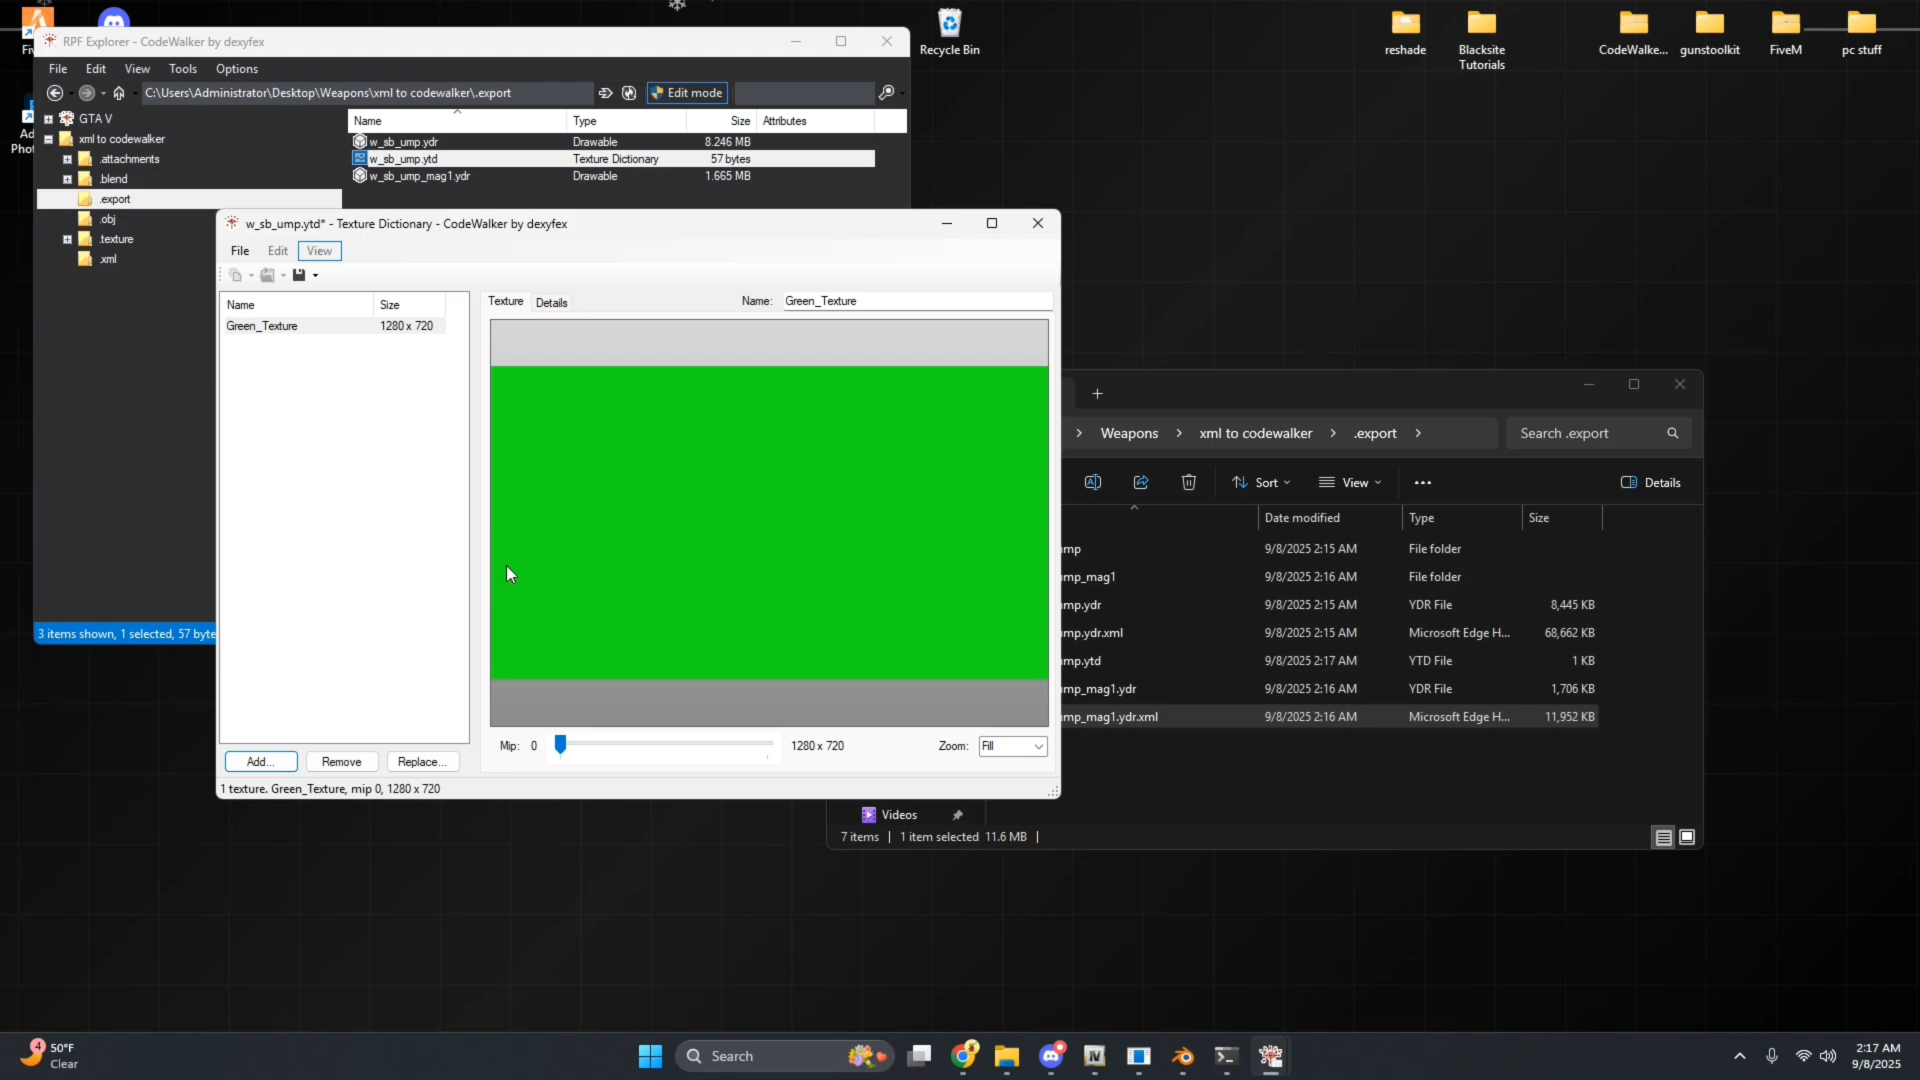 RPF Explorer - CodeWalker by dexyfex
File Edit View Tools Options
C:\Users\Administrator\Desktop\Weapons\xml to codewalker\.export
Edit mode
GTA V
xml to codewalker
.attachments
.blend
.export
.obj
.texture
.xml
Name Type Size Attributes
w_sb_ump.ydr Drawable 8.246 MB
w_sb_ump.ytd Texture Dictionary 57 bytes
w_sb_ump_mag1.ydr Drawable 1.665 MB
3 items shown, 1 selected, 57 byte
w_sb_ump.ytd* - Texture Dictionary - CodeWalker by dexyfex
File Edit View
Name Size
Green_Texture 1280 x 720
Texture Details Name: Green_Texture
Mip: 0 1280 x 720 Zoom: Fill
Add... Remove Replace...
1 texture. Green_Texture, mip 0, 1280 x 720
Recycle Bin
reshade
Blacksite
Tutorials
CodeWalke...
gunstoolkit
FiveM
pc stuff
Weapons > xml to codewalker > .export >
Search .export
Sort View ... Details
Date modified Type Size
ump 9/8/2025 2:15 AM File folder
ump_mag1 9/8/2025 2:16 AM File folder
ump.ydr 9/8/2025 2:15 AM YDR File 8,445 KB
ump.ydr.xml 9/8/2025 2:15 AM Microsoft Edge H... 68,662 KB
ump.ytd 9/8/2025 2:17 AM YTD File 1 KB
ump_mag1.ydr 9/8/2025 2:16 AM YDR File 1,706 KB
ump_mag1.ydr.xml 9/8/2025 2:16 AM Microsoft Edge H... 11,952 KB
Videos
7 items | 1 item selected 11.6 MB |
4
50°F
Clear
Search
2:17 AM
9/8/2025